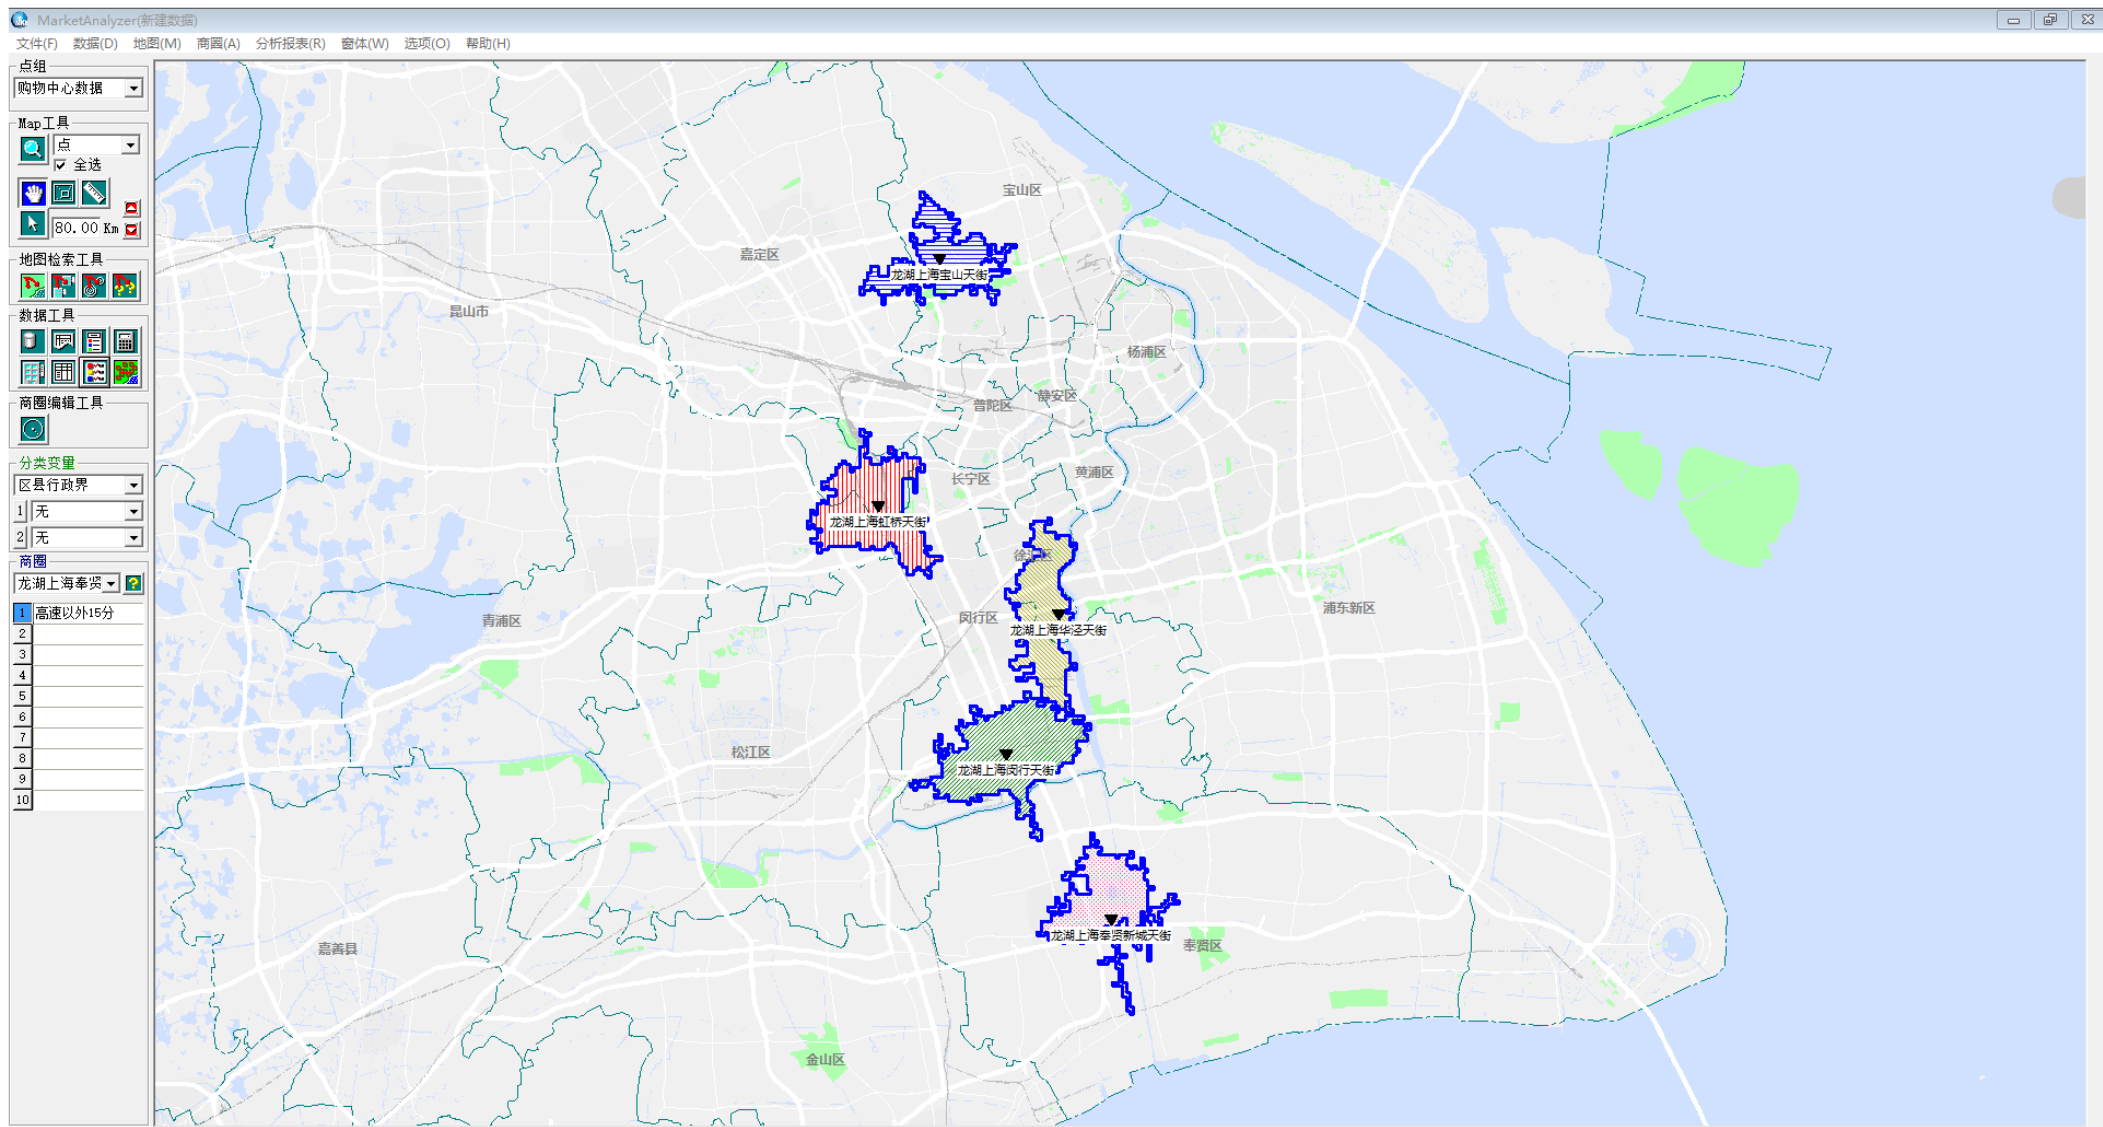 MarketAnalyzer(新建数据)
文件(F) 数据(D) 地图(M) 商圈(A) 分析报表(R) 窗体(W) 选项(O) 帮助(H)
点组
购物中心数据
Map工具
点
全选
80.00 Km
地图检索工具
数据工具
商圈编辑工具
分类变量
区县行政界
1 无
2 无
商圈
龙湖上海奉贤
1 高速以外15分
2
3
4
5
6
7
8
9
10
宝山区
嘉定区
龙湖上海宝山天街
昆山市
杨浦区
静安区
普陀区
黄浦区
长宁区
龙湖上海虹桥天街
徐汇区
浦东新区
闵行区
青浦区
龙湖上海华泾天街
松江区
龙湖上海闵行天街
龙湖上海奉贤新城天街
奉贤区
嘉善县
金山区